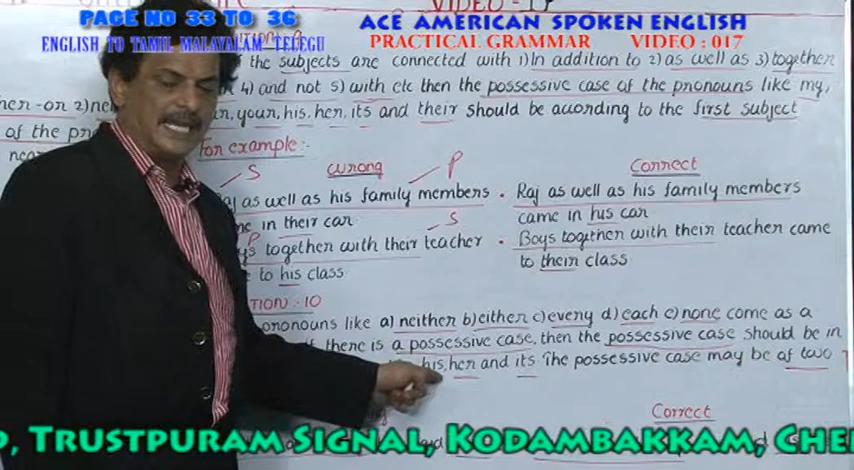 PAGE NO 33 TO 36
ENGLISH TO TAMIL MALAYALAM, TELEGU
ACE AMERICAN SPOKEN ENGLISH
PRACTICAL GRAMMAR VIDEO : 017
the subjects are connected with 1) In addition to 2) as well as 3) together
4) and not 5) with etc then the possessive case of the pronouns like my,
your, his, her, its and their should be according to the first subject
of the
For example :-
S wrong P Correct
as well as his family members • Raj as well as his family members
in their car S came in his car
P together with their teacher • Boys together with their teacher came
to his class to their class
:- 10
pronouns like a) neither b) either c) every d) each e) none come as a
there is a possessive case, then the possessive case should be in
his, her and its The possessive case may be of two
Correct
TRUSTPURAM SIGNAL, KODAMBAKKAM,